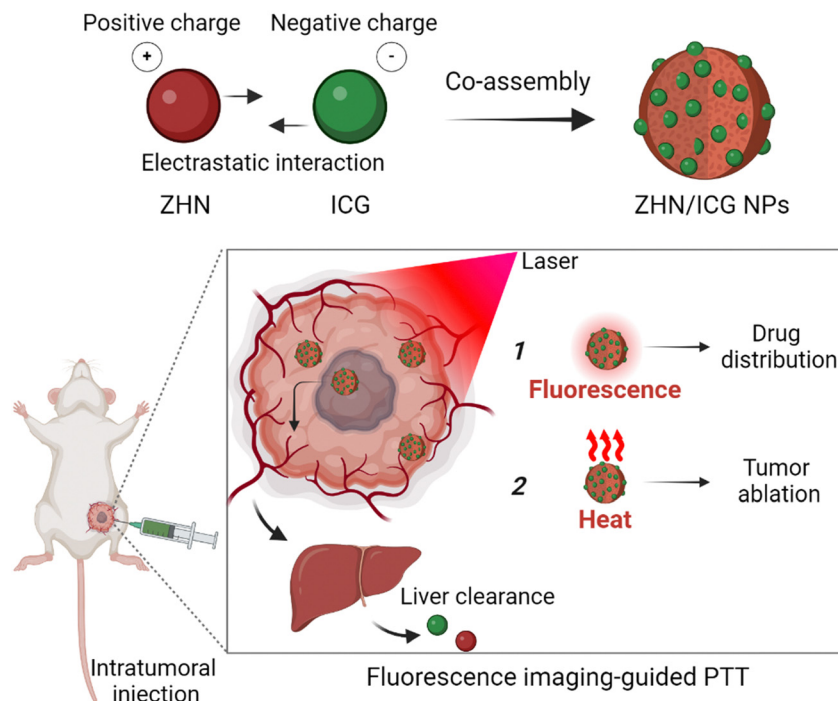 Positive charge
Negative charge
+
-
Co-assembly
Electrastatic interaction
ZHN
ICG
ZHN/ICG NPs
Laser
1
Fluorescence
Drug
distribution
2
Heat
Tumor
ablation
Liver clearance
Intratumoral
injection
Fluorescence imaging-guided PTT